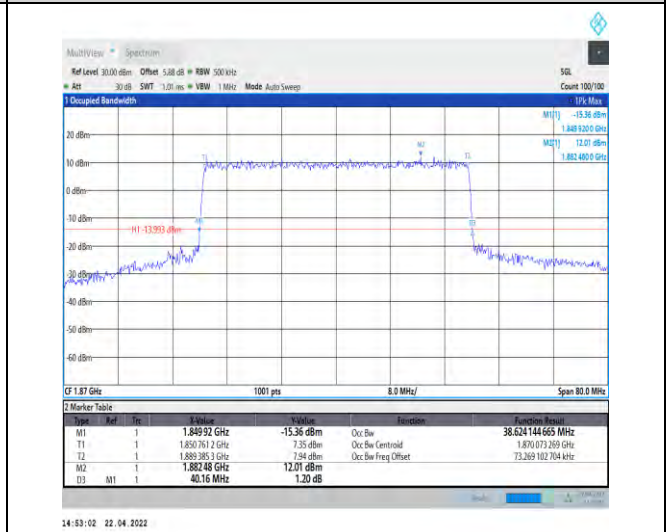 MultiView Spectrum
Ref Level 30.00 dBm Offset 5.88 dB RBW 500 kHz SGL
Att 30 dB SWT 1.01 ms VBW 1 MHz Mode Auto Sweep Count 100/100
1 Occupied Bandwidth 1Pk Max
M1[1] -15.36 dBm
1.849 920 0 GHz
M2[1] 12.01 dBm
1.882 480 0 GHz
20 dBm
M2
T1 T2
10 dBm
0 dBm
-10 dBm
M1 D3
H1 -13.993 dBm
-20 dBm
-30 dBm
-40 dBm
-50 dBm
-60 dBm
CF 1.87 GHz 1001 pts 8.0 MHz/ Span 80.0 MHz
2 Marker Table
Type Ref Trc X-Value Y-Value Function Function Result
M1 1 1.849 92 GHz -15.36 dBm Occ Bw 38.624 144 665 MHz
T1 1 1.850 761 2 GHz 7.35 dBm Occ Bw Centroid 1.870 073 269 GHz
T2 1 1.889 385 3 GHz 7.94 dBm Occ Bw Freq Offset 73.269 102 704 kHz
M2 1 1.882 48 GHz 12.01 dBm
D3 M1 1 40.16 MHz 1.20 dB
14:53:02 22.04.2022